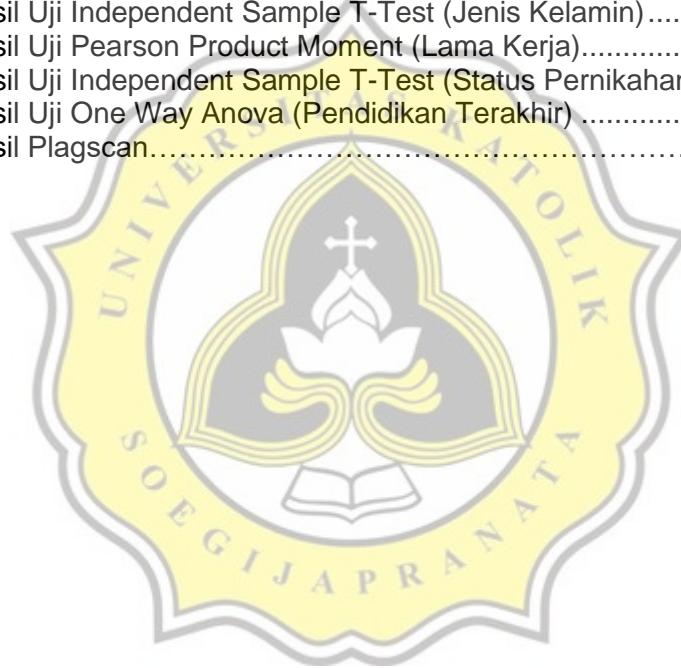 sil Uji Independent Sample T-Test (Jenis Kelamin)....
sil Uji Pearson Product Moment (Lama Kerja)............
sil Uji Independent Sample T-Test (Status Pernikahan
sil Uji One Way Anova (Pendidikan Terakhir) ............
sil Plagscan..................................................
UNIVERSITAS KATOLIK
SOEGIJAPRANATA